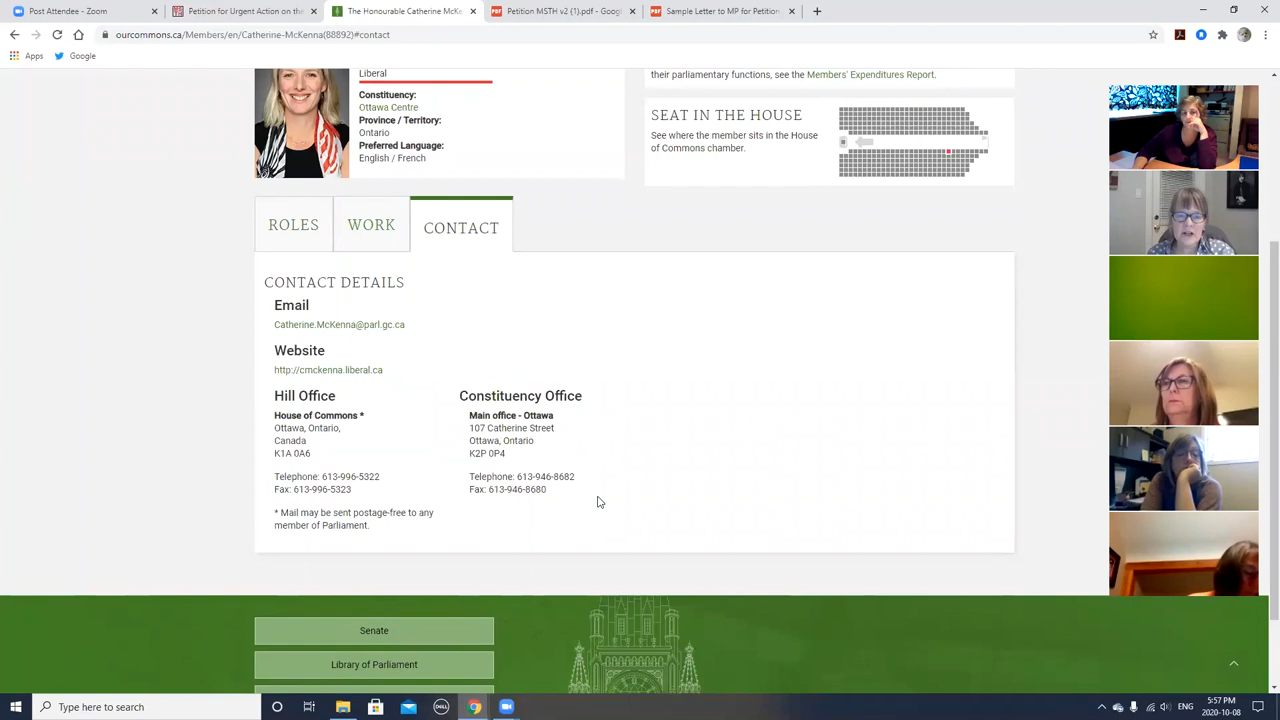 Post Attendee - Zoom
Petition for Urgent
The Honourable Catherine McKe
Petition MSTH v2 (1).pdf - Googl
Sample Letter to MP for Petition
ourcommons.ca/Members/en/Catherine-McKenna(88892)#contact
Apps
Google
Liberal
Constituency:
Ottawa Centre
Province / Territory:
Ontario
Preferred Language:
English / French
their parliamentary functions, see the Members' Expenditures Report.
SEAT IN THE HOUSE
See where the member sits in the House
of Commons chamber.
ROLES
WORK
CONTACT
CONTACT DETAILS
Email
Catherine.McKenna@parl.gc.ca
Website
http://cmckenna.liberal.ca
Hill Office
House of Commons *
Ottawa, Ontario,
Canada
K1A 0A6
Telephone: 613-996-5322
Fax: 613-996-5323
* Mail may be sent postage-free to any
member of Parliament.
Constituency Office
Main office - Ottawa
107 Catherine Street
Ottawa, Ontario
K2P 0P4
Telephone: 613-946-8682
Fax: 613-946-8680
Senate
Library of Parliament
Type here to search
DELL
ENG
5:57 PM
2020-10-08